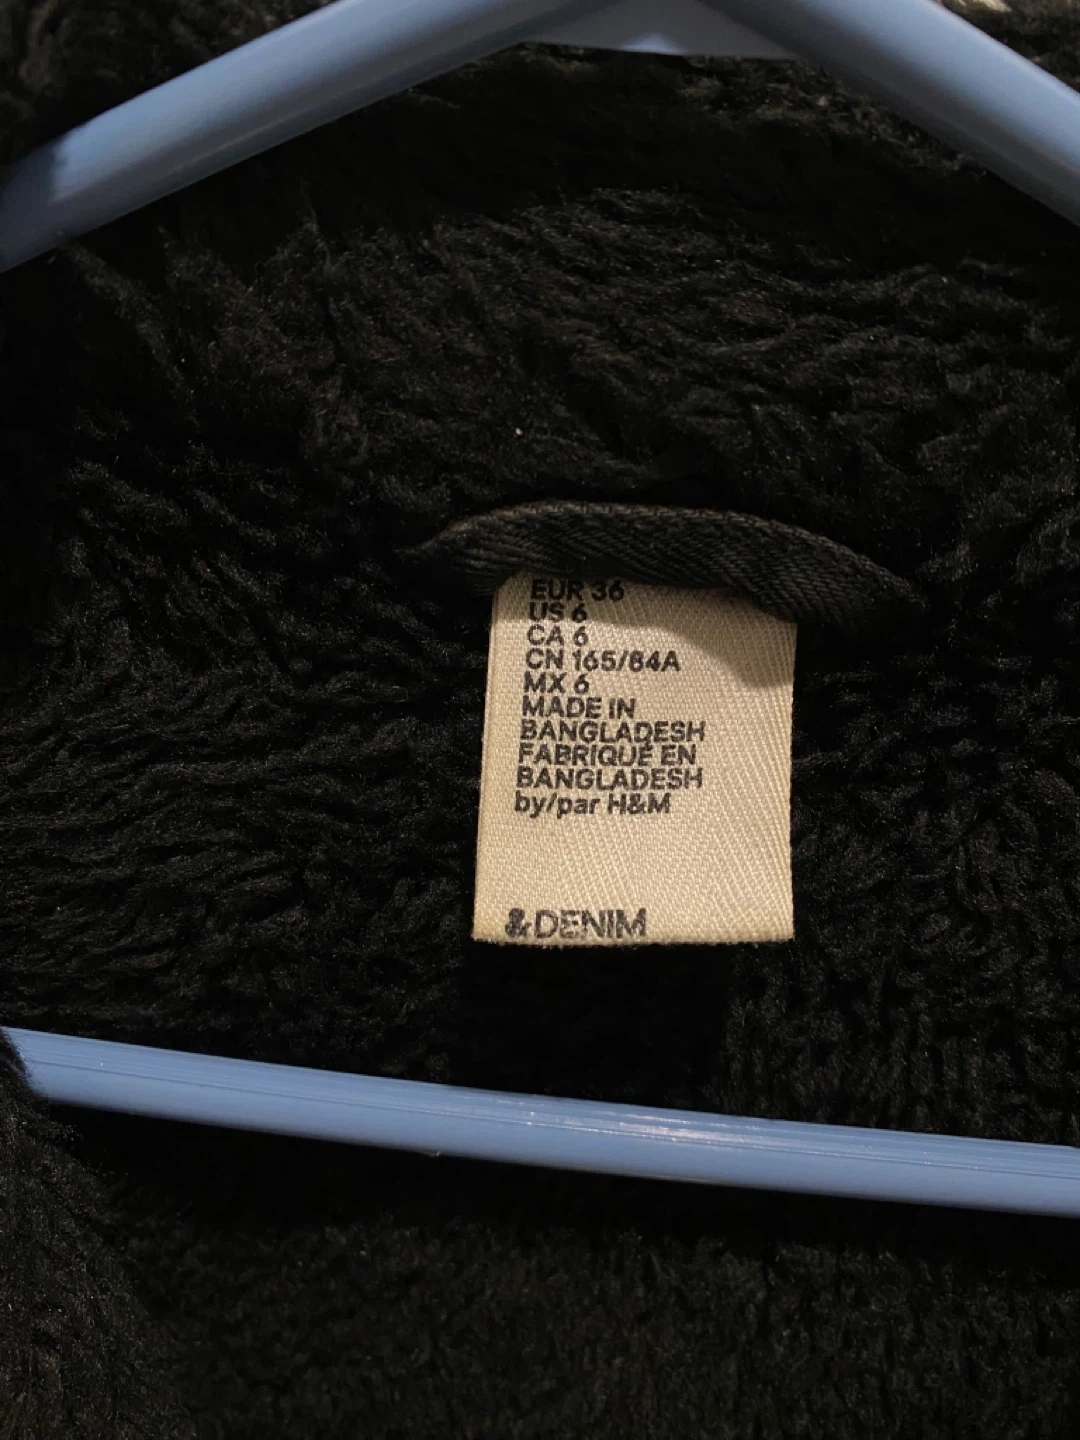 EUR 36
US 6
CA 6
CN 165/84A
MX 6
MADE IN
BANGLADESH
FABRIQUÉ EN
BANGLADESH
by/par H&M
&DENIM